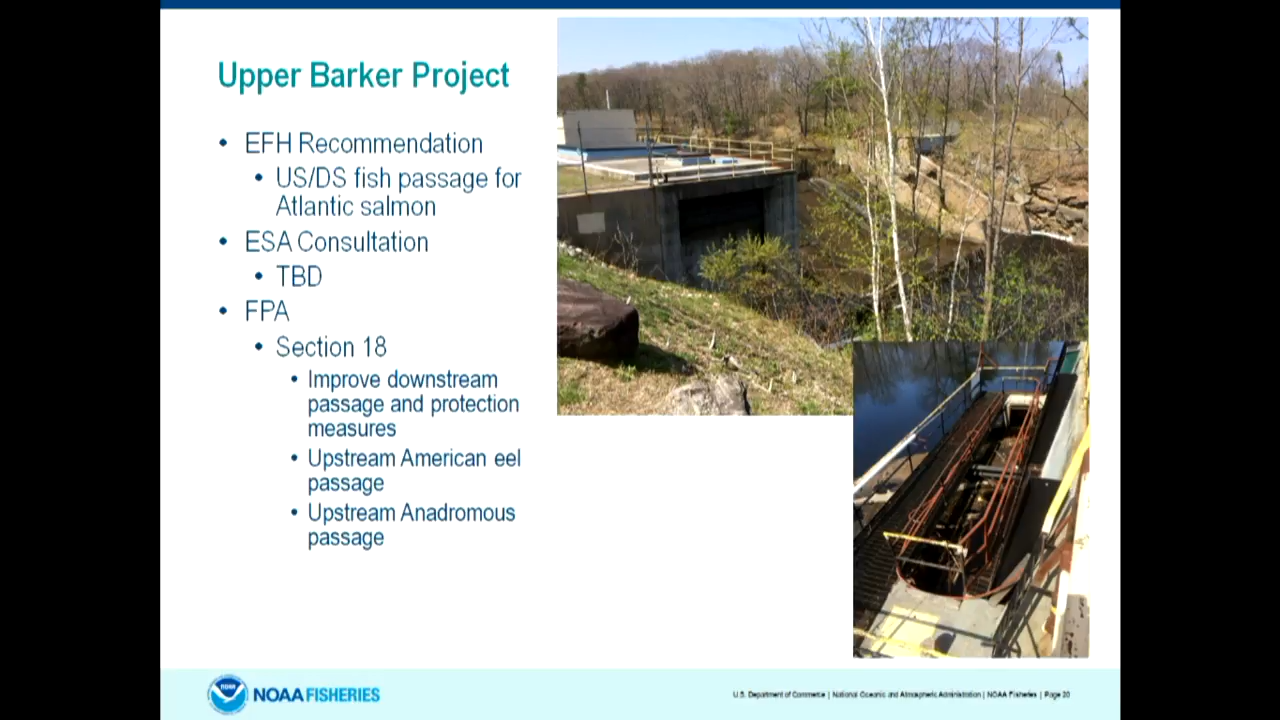 Upper Barker Project
• EFH Recommendation
• US/DS fish passage for
Atlantic salmon
• ESA Consultation
• TBD
• FPA
• Section 18
• Improve downstream
passage and protection
measures
• Upstream American eel
passage
• Upstream Anadromous
passage
NOAA
NOAA FISHERIES
U.S. Department of Commerce | National Oceanic and Atmospheric Administration | NOAA Fisheries | Page 20